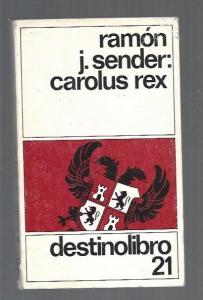 ramón
j. sender:
carolus rex
destinolibro
21